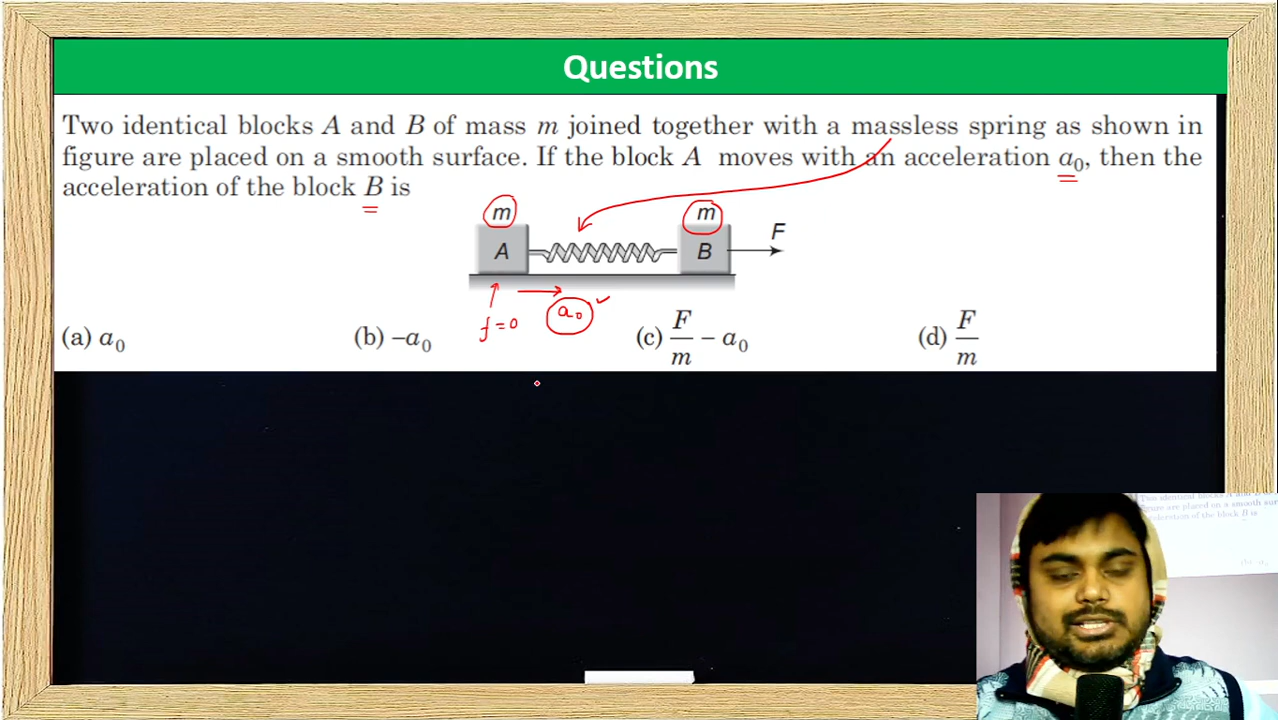 Questions
Two identical blocks A and B of mass m joined together with a massless spring as shown in
figure are placed on a smooth surface. If the block A moves with an acceleration a₀, then the
acceleration of the block B is
m m
F
A B
a₀
f=0
(a) a₀ (b) –a₀ (c) F/m – a₀ (d) F/m